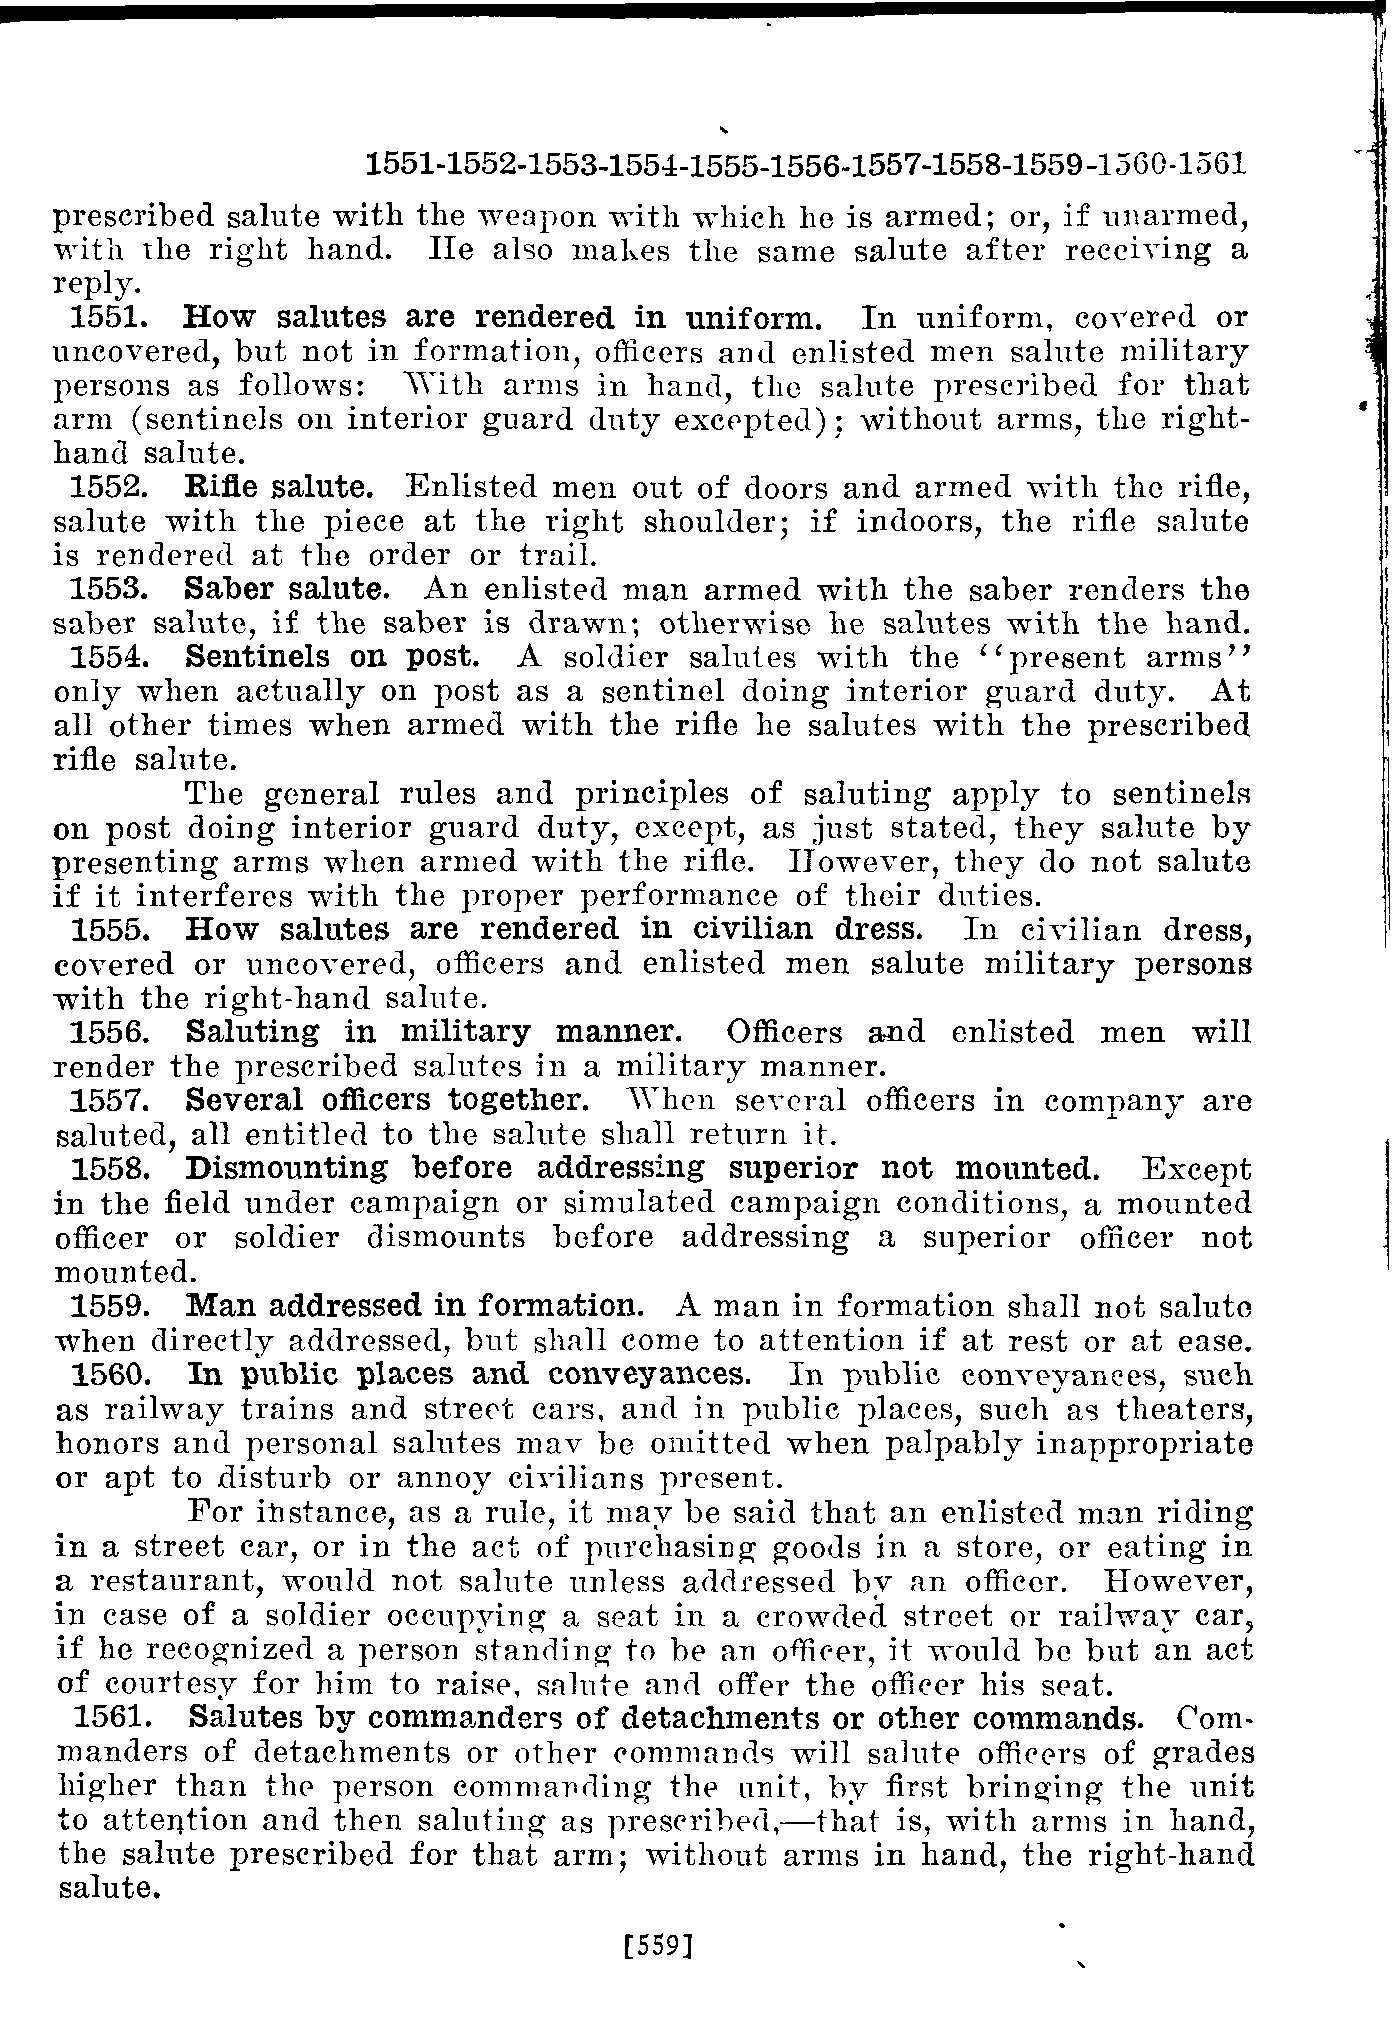 1551-1552-1553-1554-1555-1556-1557-1558-1559-1560-1561
prescribed salute with the weapon with which he is armed; or, if unarmed,
with the right hand. He also makes the same salute after receiving a
reply.
1551. How salutes are rendered in uniform. In uniform, covered or
uncovered, but not in formation, officers and enlisted men salute military
persons as follows: With arms in hand, the salute prescribed for that
arm (sentinels on interior guard duty excepted); without arms, the right-
hand salute.
1552. Rifle salute. Enlisted men out of doors and armed with the rifle,
salute with the piece at the right shoulder; if indoors, the rifle salute
is rendered at the order or trail.
1553. Saber salute. An enlisted man armed with the saber renders the
saber salute, if the saber is drawn; otherwise he salutes with the hand.
1554. Sentinels on post. A soldier salutes with the ‘‘present arms’’
only when actually on post as a sentinel doing interior guard duty. At
all other times when armed with the rifle he salutes with the prescribed
rifle salute.
The general rules and principles of saluting apply to sentinels
on post doing interior guard duty, except, as just stated, they salute by
presenting arms when armed with the rifle. However, they do not salute
if it interferes with the proper performance of their duties.
1555. How salutes are rendered in civilian dress. In civilian dress,
covered or uncovered, officers and enlisted men salute military persons
with the right-hand salute.
1556. Saluting in military manner. Officers and enlisted men will
render the prescribed salutes in a military manner.
1557. Several officers together. When several officers in company are
saluted, all entitled to the salute shall return it.
1558. Dismounting before addressing superior not mounted. Except
in the field under campaign or simulated campaign conditions, a mounted
officer or soldier dismounts before addressing a superior officer not
mounted.
1559. Man addressed in formation. A man in formation shall not salute
when directly addressed, but shall come to attention if at rest or at ease.
1560. In public places and conveyances. In public conveyances, such
as railway trains and street cars, and in public places, such as theaters,
honors and personal salutes may be omitted when palpably inappropriate
or apt to disturb or annoy civilians present.
For instance, as a rule, it may be said that an enlisted man riding
in a street car, or in the act of purchasing goods in a store, or eating in
a restaurant, would not salute unless addressed by an officer. However,
in case of a soldier occupying a seat in a crowded street or railway car,
if he recognized a person standing to be an officer, it would be but an act
of courtesy for him to raise, salute and offer the officer his seat.
1561. Salutes by commanders of detachments or other commands. Com-
manders of detachments or other commands will salute officers of grades
higher than the person commanding the unit, by first bringing the unit
to attention and then saluting as prescribed,—that is, with arms in hand,
the salute prescribed for that arm; without arms in hand, the right-hand
salute.
[559]